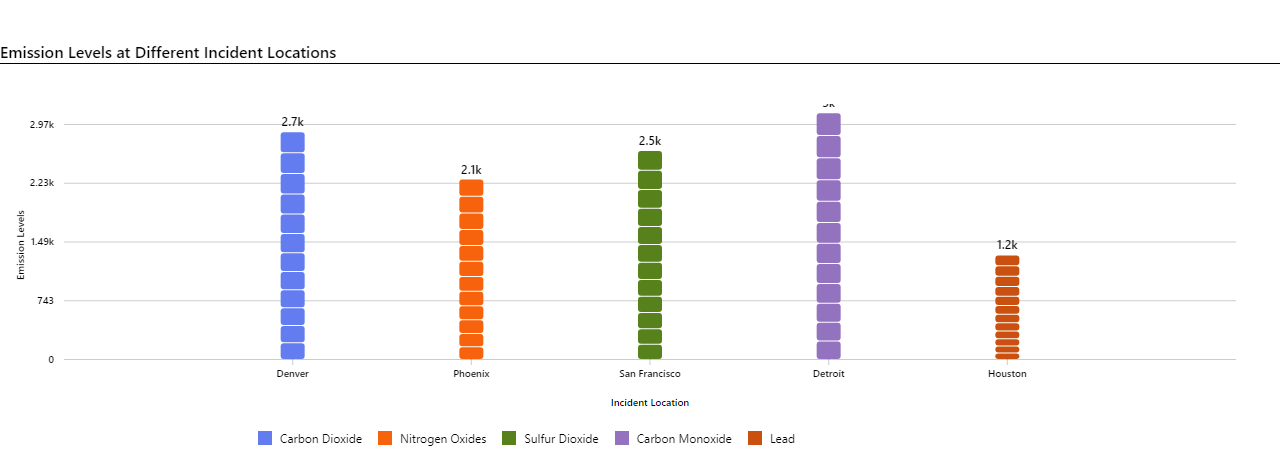 Emission Levels at Different Incident Locations
2.97k
2.23k
1.49k
743
0
Emission Levels
2.7k
2.1k
2.5k
1.2k
Denver
Phoenix
San Francisco
Detroit
Houston
Incident Location
Carbon Dioxide
Nitrogen Oxides
Sulfur Dioxide
Carbon Monoxide
Lead